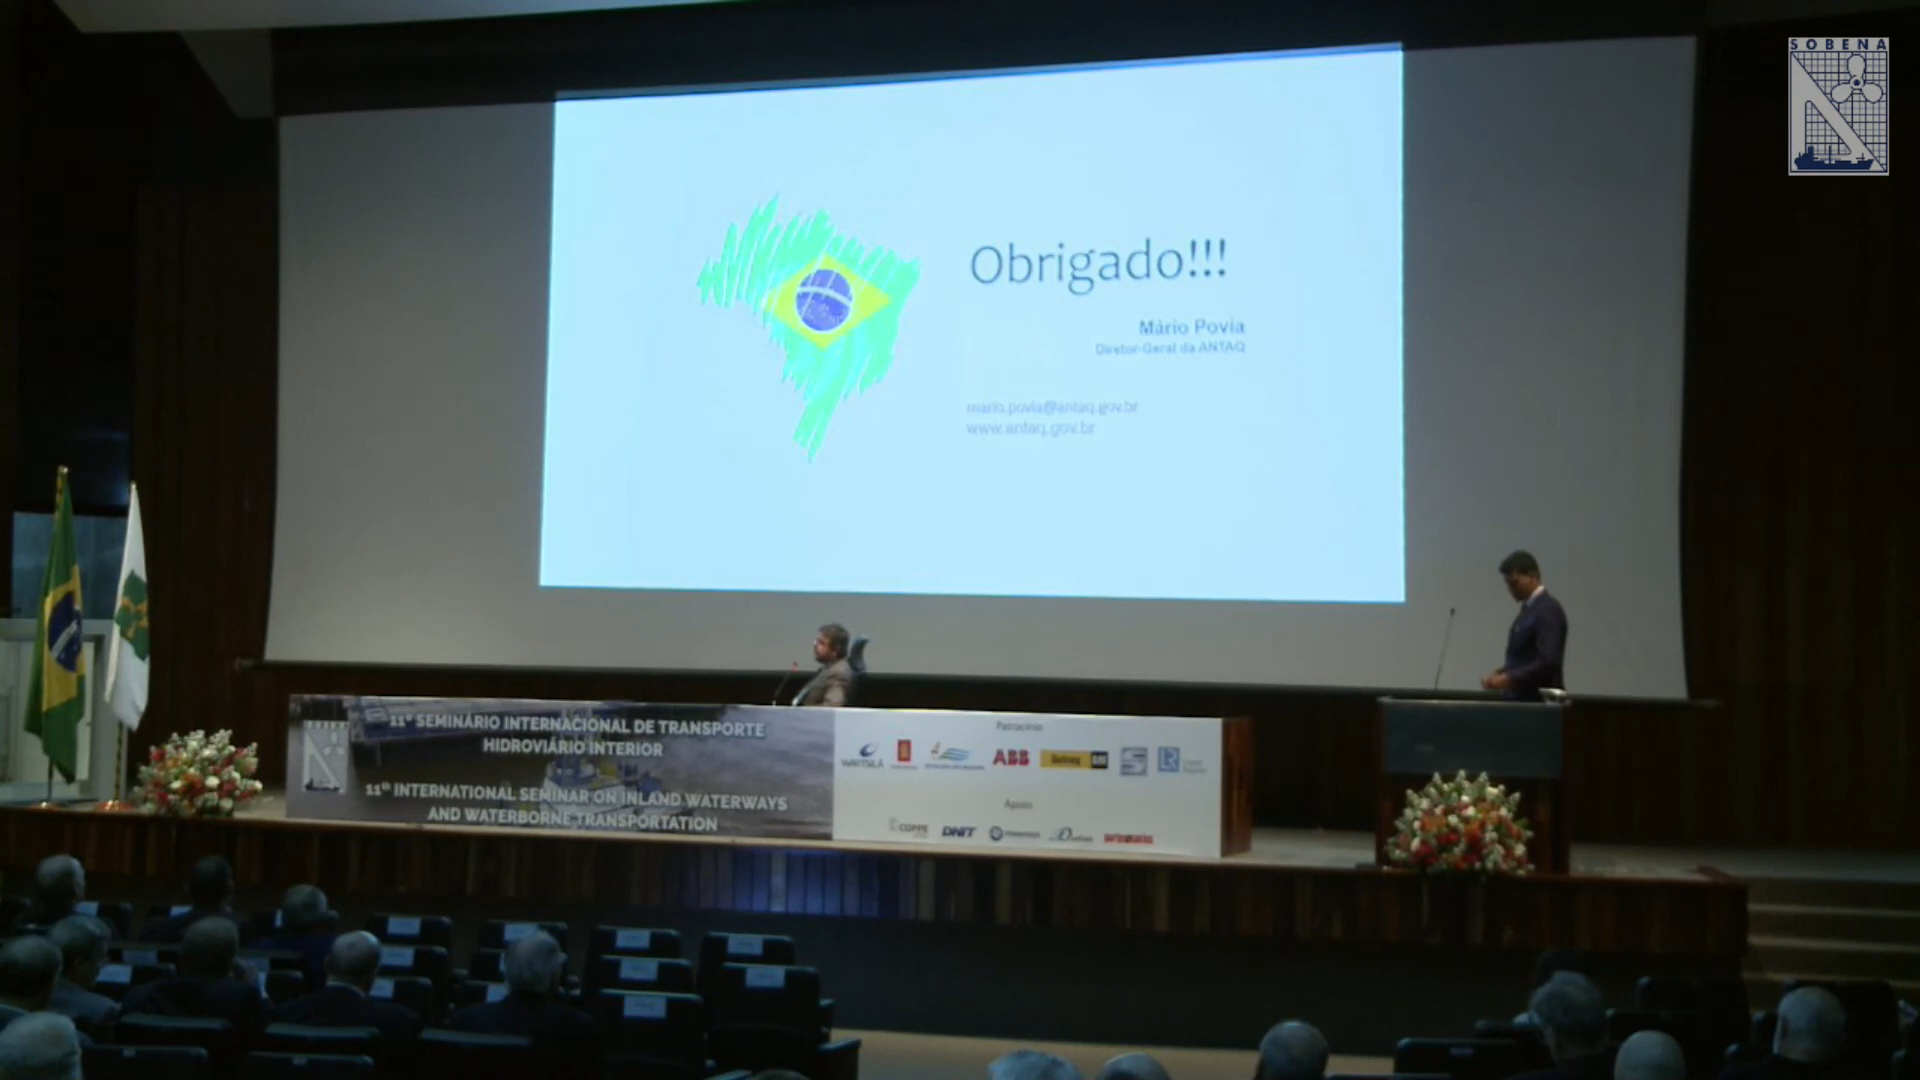 SOBENA
Obrigado!!!
Mário Povia
Diretor-Geral da ANTAQ
mario.povia@antaq.gov.br
www.antaq.gov.br
11º SEMINÁRIO INTERNACIONAL DE TRANSPORTE
HIDROVIÁRIO INTERIOR
11th INTERNATIONAL SEMINAR ON INLAND WATERWAYS
AND WATERBORNE TRANSPORTATION
Patrocínio
WÄRTSILÄ
ABB
LR
Apoio
COPPE
DNIT